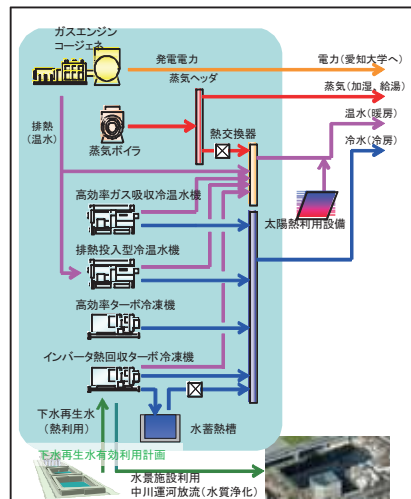 ガスエンジン
コージェネ
発電電力
電力(愛知大学へ)
蒸気ヘッダ
蒸気(加湿,給湯)
排熱
(温水)
熱交換器
温水(暖房)
蒸気ボイラ
冷水(冷房)
高効率ガス吸収冷温水機
太陽熱利用設備
排熱投入型冷温水機
高効率ターボ冷凍機
インバータ熱回収ターボ冷凍機
下水再生水
(熱利用)
水蓄熱槽
下水再生水有効利用計画
水景施設利用
中川運河放流(水質浄化)